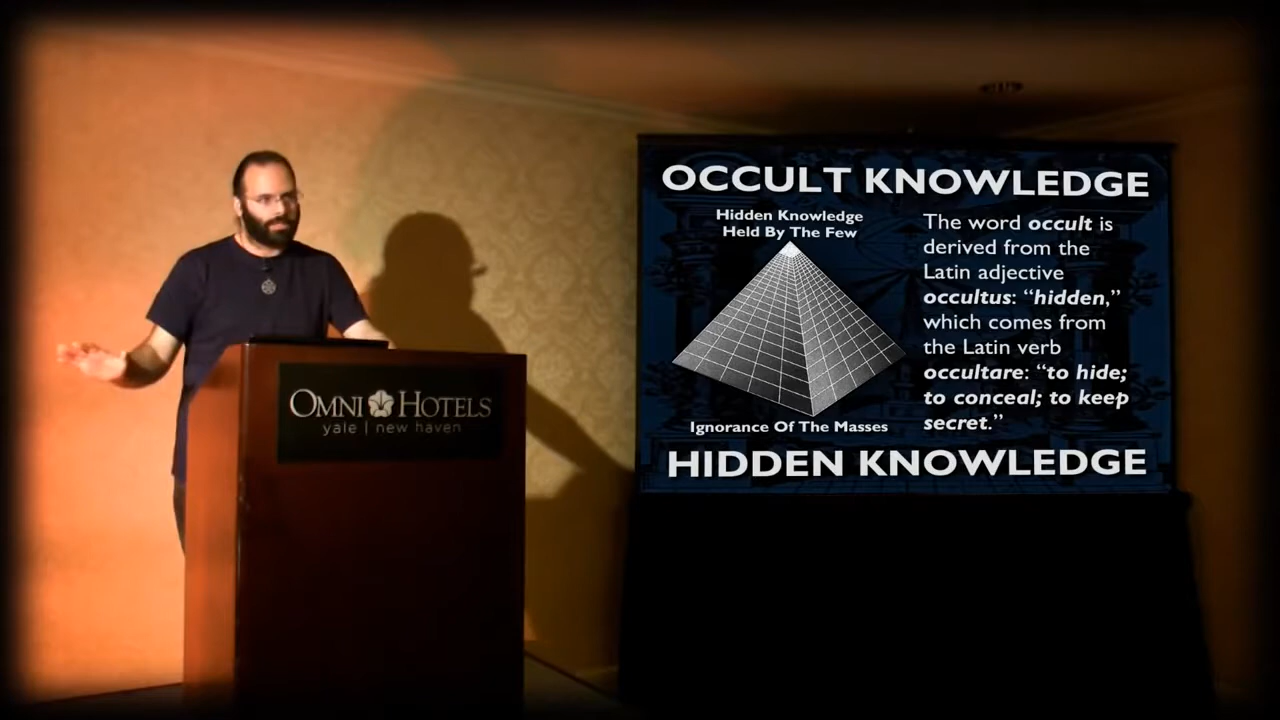 OMNI HOTELS
yale | new haven
OCCULT KNOWLEDGE
Hidden Knowledge
Held By The Few
Ignorance Of The Masses
The word occult is
derived from the
Latin adjective
occultus: “hidden,”
which comes from
the Latin verb
occultare: “to hide;
to conceal; to keep
secret.”
HIDDEN KNOWLEDGE